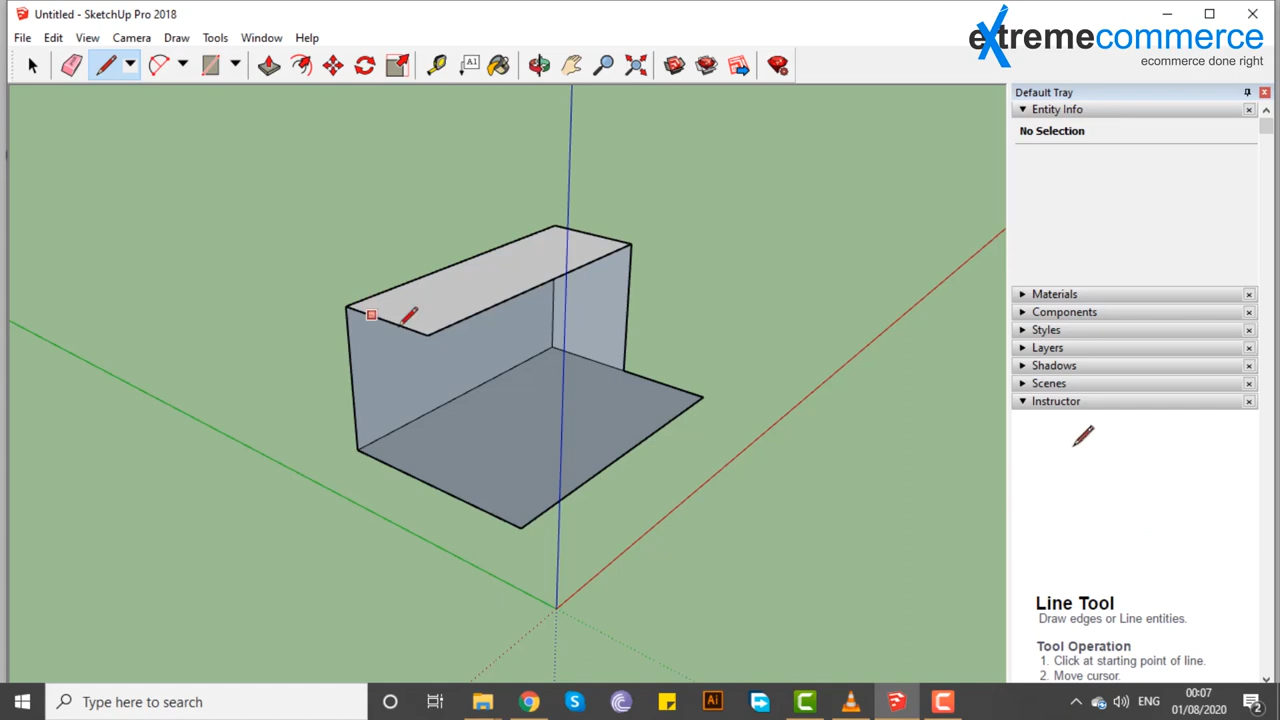 Untitled - SketchUp Pro 2018
extremecommerce
ecommerce done right
File Edit View Camera Draw Tools Window Help
A1
Default Tray
Entity Info
No Selection
Materials
Components
Styles
Layers
Shadows
Scenes
Instructor
Line Tool
Draw edges or Line entities.
Tool Operation
1. Click at starting point of line.
2. Move cursor.
Type here to search
S
Ai
C
C
ENG
00:07
01/08/2020
2